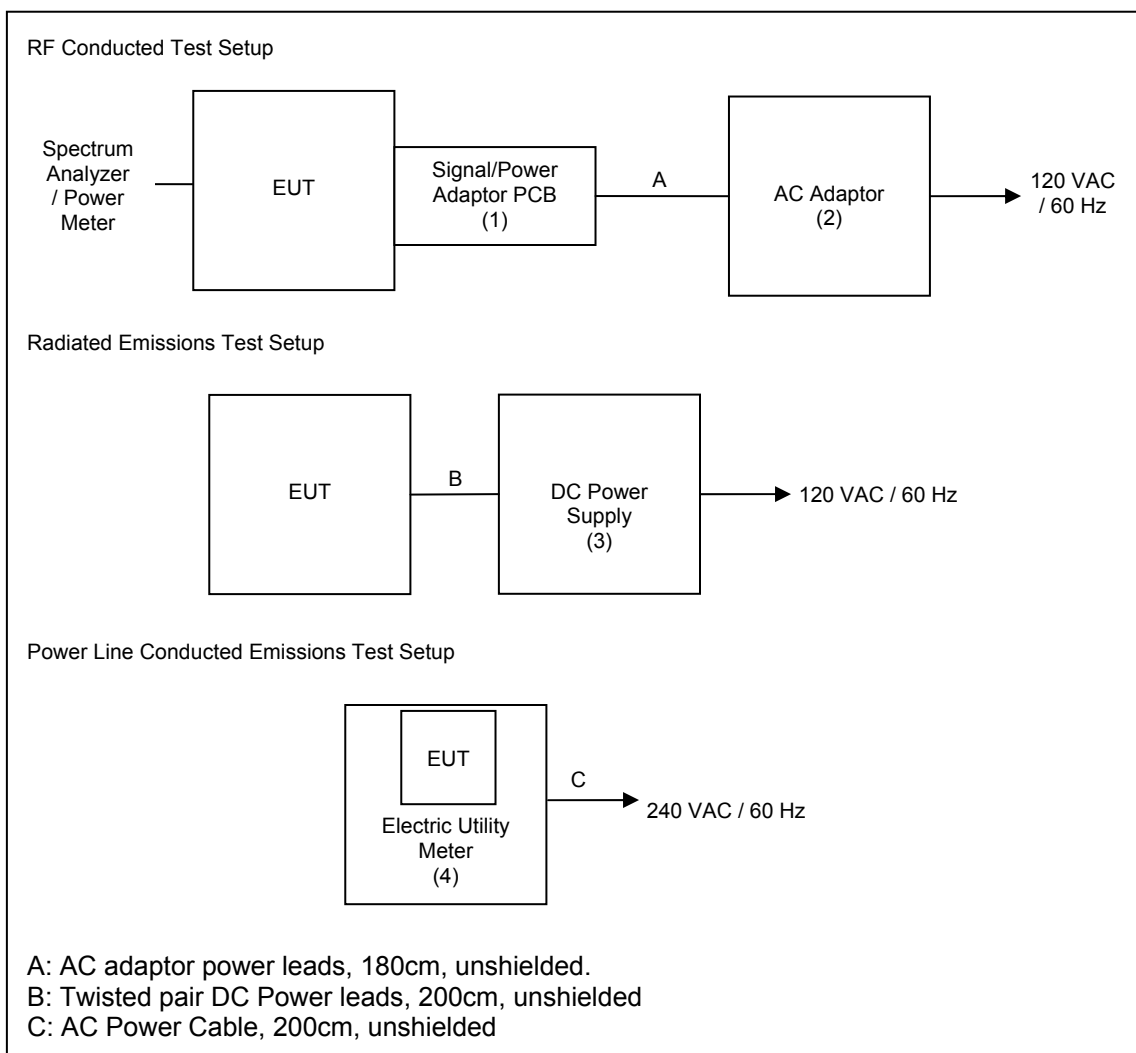 RF Conducted Test Setup
Spectrum
Analyzer
/ Power
Meter
EUT
Signal/Power
Adaptor PCB
(1)
A
AC Adaptor
(2)
120 VAC
/ 60 Hz
Radiated Emissions Test Setup
EUT
B
DC Power
Supply
(3)
120 VAC / 60 Hz
Power Line Conducted Emissions Test Setup
EUT
Electric Utility
Meter
(4)
C
240 VAC / 60 Hz
A: AC adaptor power leads, 180cm, unshielded.
B: Twisted pair DC Power leads, 200cm, unshielded
C: AC Power Cable, 200cm, unshielded